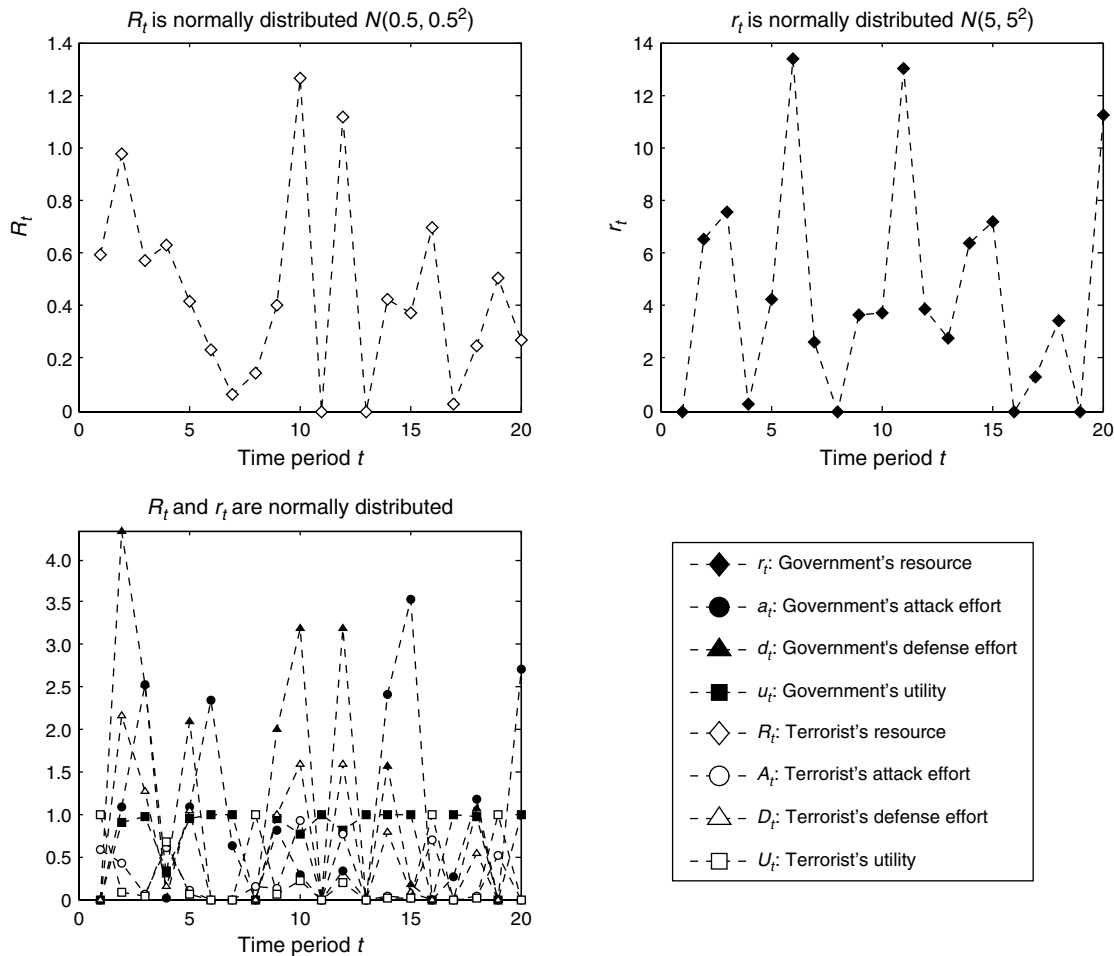 R_t is normally distributed N(0.5, 0.5²)
1.4
1.2
1.0
0.8
0.6
0.4
0.2
0
R_t
0 5 10 15 20
Time period t
r_t is normally distributed N(5, 5²)
14
12
10
8
6
4
2
0
r_t
0 5 10 15 20
Time period t
R_t and r_t are normally distributed
4.0
3.5
3.0
2.5
2.0
1.5
1.0
0.5
0
0 5 10 15 20
Time period t
r_t: Government's resource
a_t: Government's attack effort
d_t: Government's defense effort
u_t: Government's utility
R_t: Terrorist's resource
A_t: Terrorist's attack effort
D_t: Terrorist's defense effort
U_t: Terrorist's utility